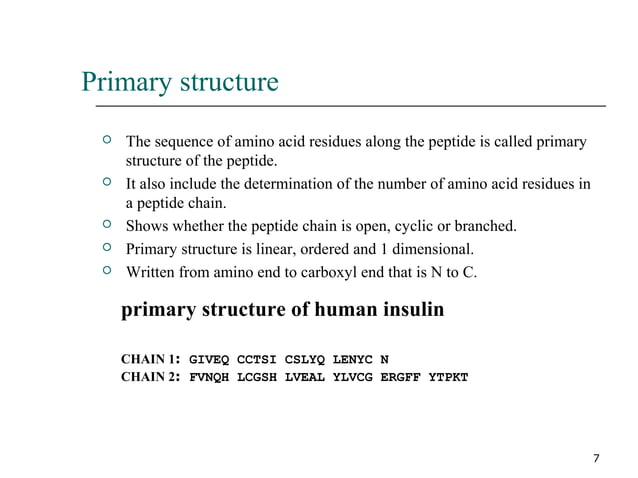 Primary structure
The sequence of amino acid residues along the peptide is called primary
structure of the peptide.
It also include the determination of the number of amino acid residues in
a peptide chain.
Shows whether the peptide chain is open, cyclic or branched.
Primary structure is linear, ordered and 1 dimensional.
Written from amino end to carboxyl end that is N to C.
primary structure of human insulin
CHAIN 1: GIVEQ CCTSI CSLYQ LENYC N
CHAIN 2: FVNQH LCGSH LVEAL YLVCG ERGFF YTPKT
7